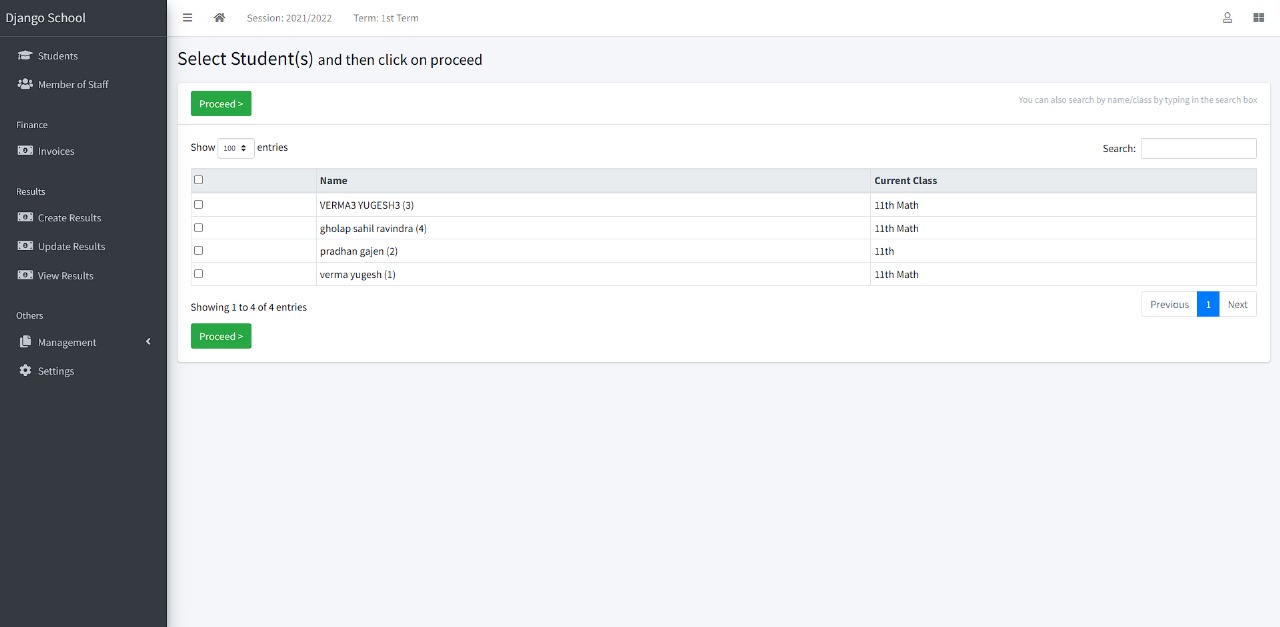 Django School
Session: 2021/2022 Term: 1st Term
Students
Member of Staff
Finance
Invoices
Results
Create Results
Update Results
View Results
Others
Management
Settings
Select Student(s) and then click on proceed
Proceed >
You can also search by name/class by typing in the search box
Show 100 entries
Search:
Name Current Class
VERMA3 YUGESH3 (3) 11th Math
gholap sahil ravindra (4) 11th Math
pradhan gajen (2) 11th
verma yugesh (1) 11th Math
Showing 1 to 4 of 4 entries
Previous 1 Next
Proceed >